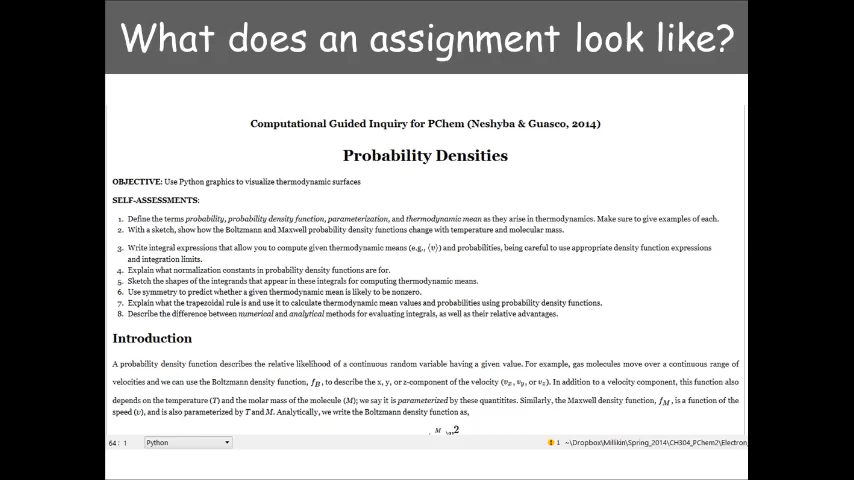 What does an assignment look like?
Computational Guided Inquiry for PChem (Neshyba & Guasco, 2014)
Probability Densities
OBJECTIVE: Use Python graphics to visualize thermodynamic surfaces
SELF-ASSESSMENTS:
1. Define the terms probability, probability density function, parameterization, and thermodynamic mean as they arise in thermodynamics. Make sure to give examples of each.
2. With a sketch, show how the Boltzmann and Maxwell probability density functions change with temperature and molecular mass.
3. Write integral expressions that allow you to compute given thermodynamic means (e.g., ⟨v⟩) and probabilities, being careful to use appropriate density function expressions
and integration limits.
4. Explain what normalization constants in probability density functions are for.
5. Sketch the shapes of the integrands that appear in these integrals for computing thermodynamic means.
6. Use symmetry to predict whether a given thermodynamic mean is likely to be nonzero.
7. Explain what the trapezoidal rule is and use it to calculate thermodynamic mean values and probabilities using probability density functions.
8. Describe the difference between numerical and analytical methods for evaluating integrals, as well as their relative advantages.
Introduction
A probability density function describes the relative likelihood of a continuous random variable having a given value. For example, gas molecules move over a continuous range of
velocities and we can use the Boltzmann density function, f_B, to describe the x, y, or z-component of the velocity (v_x, v_y, or v_z). In addition to a velocity component, this function also
depends on the temperature (T) and the molar mass of the molecule (M); we say it is parameterized by these quantitites. Similarly, the Maxwell density function, f_M, is a function of the
speed (v), and is also parameterized by T and M. Analytically, we write the Boltzmann density function as,
64 : 1 Python 1 ~\Dropbox\Millikin\Spring_2014\CH304_PChem2\Electron_